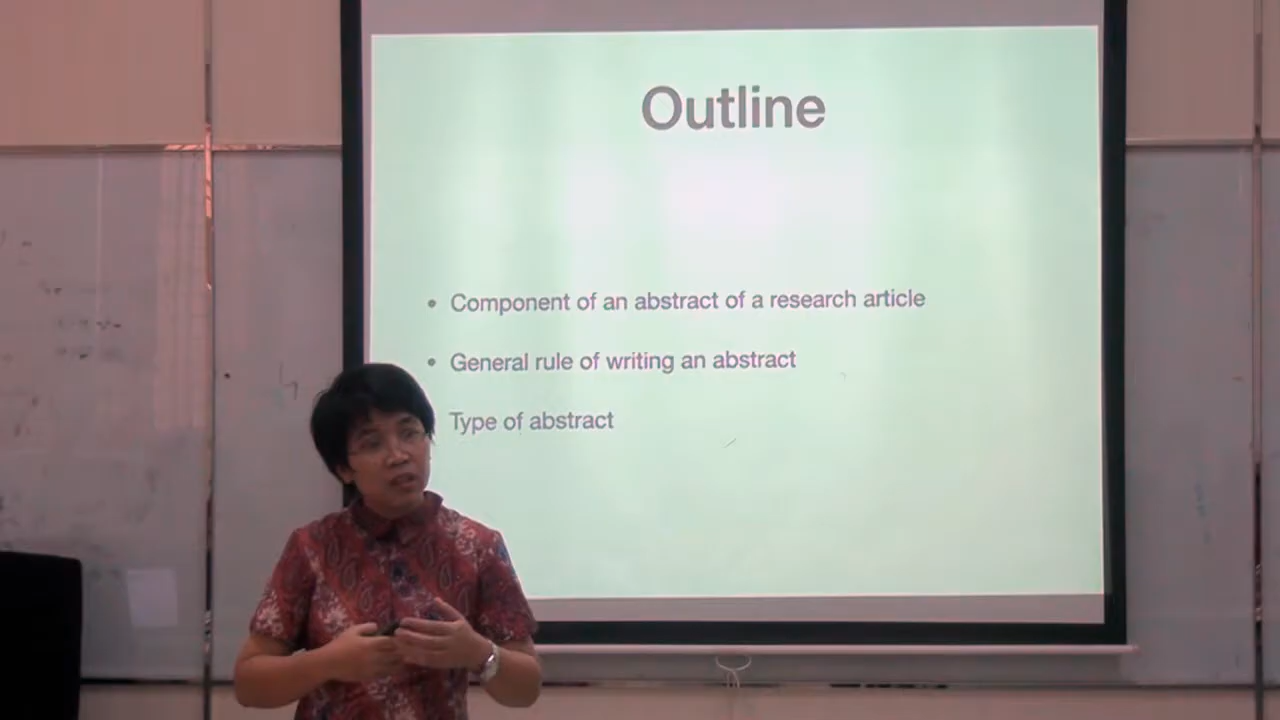 Outline
• Component of an abstract of a research article
• General rule of writing an abstract
Type of abstract